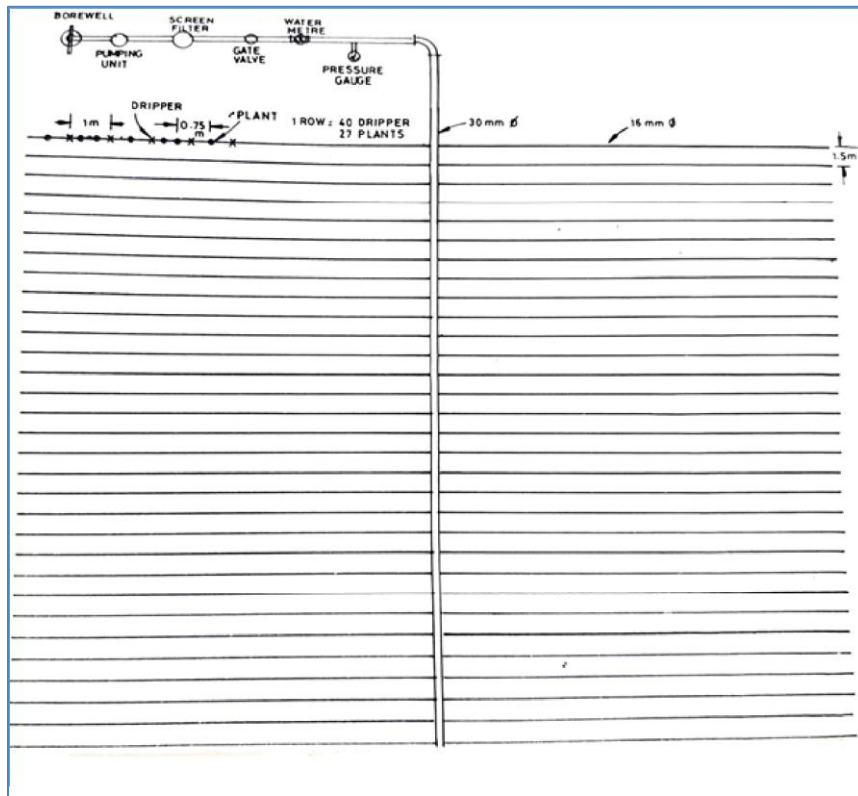 BOREWELL
PUMPING
UNIT
SCREEN
FILTER
GATE
VALVE
WATER
METRE
PRESSURE
GAUGE
1m
DRIPPER
0.75
m
PLANT
1 ROW = 40 DRIPPER
27 PLANTS
30 mm Ø
16 mm Ø
1.5m